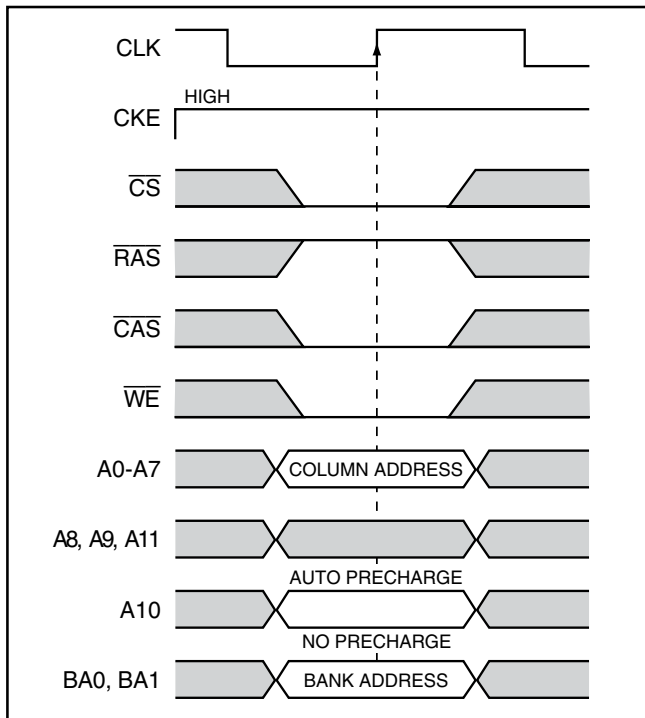 CLK
HIGH
CKE
CS
RAS
CAS
WE
A0-A7 COLUMN ADDRESS
A8, A9, A11
AUTO PRECHARGE
A10
NO PRECHARGE
BA0, BA1 BANK ADDRESS